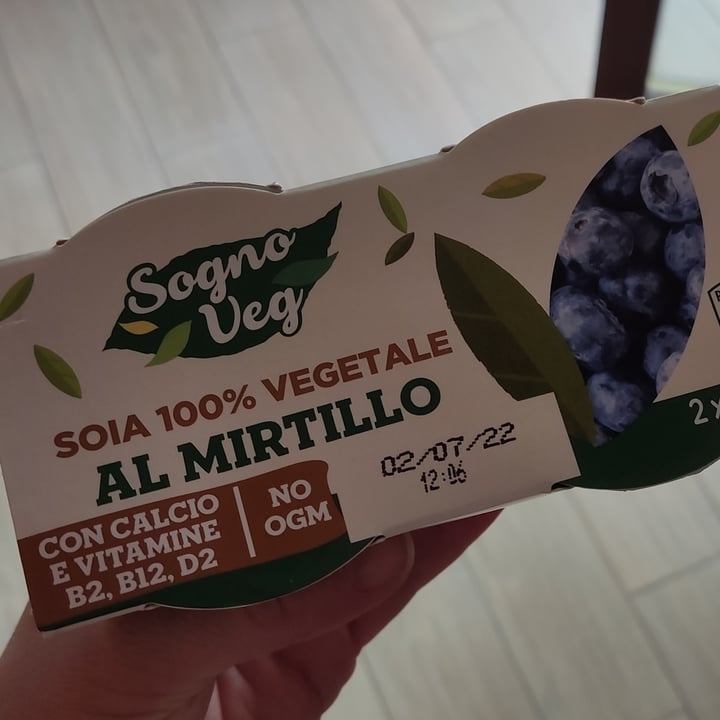 Sogno
Veg
SOIA 100% VEGETALE
AL MIRTILLO
CON CALCIO
E VITAMINE
B2, B12, D2
NO
OGM
02/07/22
12:06
2x